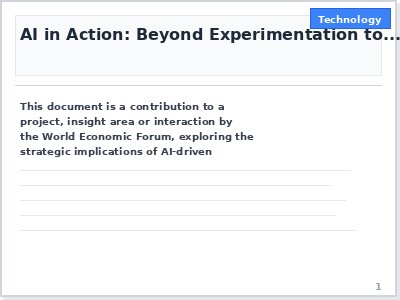 Technology
AI in Action: Beyond Experimentation to...
This document is a contribution to a
project, insight area or interaction by
the World Economic Forum, exploring the
strategic implications of AI-driven
1